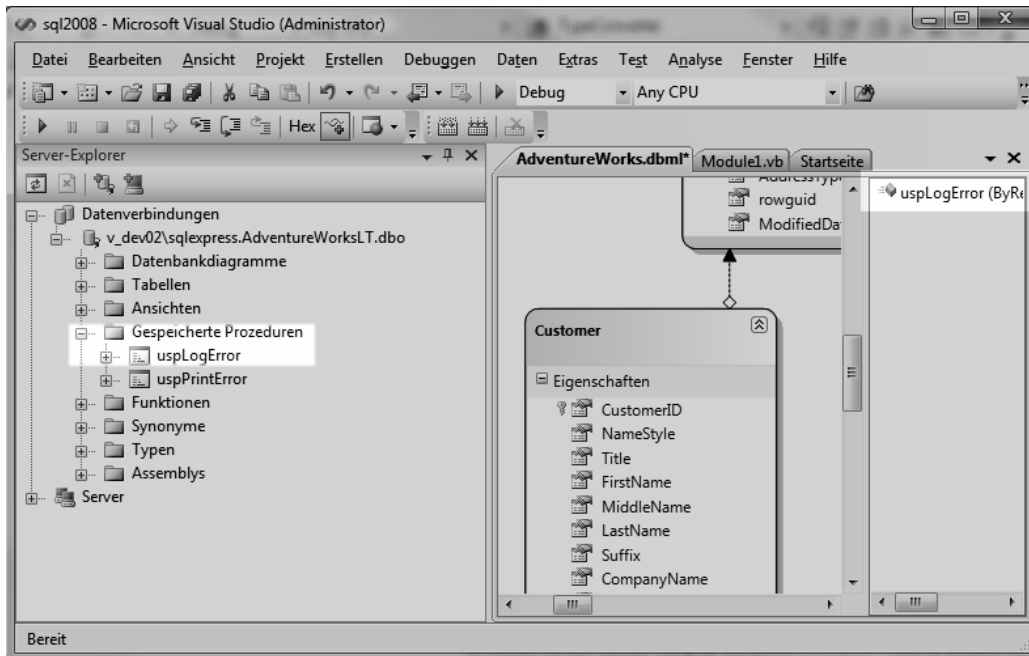 sql2008 - Microsoft Visual Studio (Administrator)
Datei Bearbeiten Ansicht Projekt Erstellen Debuggen Daten Extras Test Analyse Fenster Hilfe
Debug Any CPU
Hex
Server-Explorer
Datenverbindungen
v_dev02\sqlexpress.AdventureWorksLT.dbo
Datenbankdiagramme
Tabellen
Ansichten
Gespeicherte Prozeduren
uspLogError
uspPrintError
Funktionen
Synonyme
Typen
Assemblys
Server
AdventureWorks.dbml* Module1.vb Startseite
rowguid
ModifiedDa
Customer
Eigenschaften
CustomerID
NameStyle
Title
FirstName
MiddleName
LastName
Suffix
CompanyName
uspLogError (ByRe
Bereit